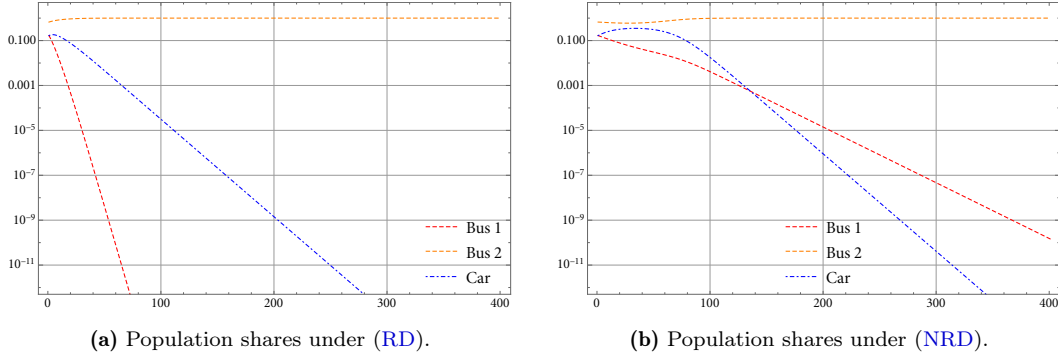 0.100
0.001
10⁻⁵
10⁻⁷
10⁻⁹
10⁻¹¹
0 100 200 300 400
Bus 1
Bus 2
Car
(a) Population shares under (RD).
0.100
0.001
10⁻⁵
10⁻⁷
10⁻⁹
10⁻¹¹
0 100 200 300 400
Bus 1
Bus 2
Car
(b) Population shares under (NRD).